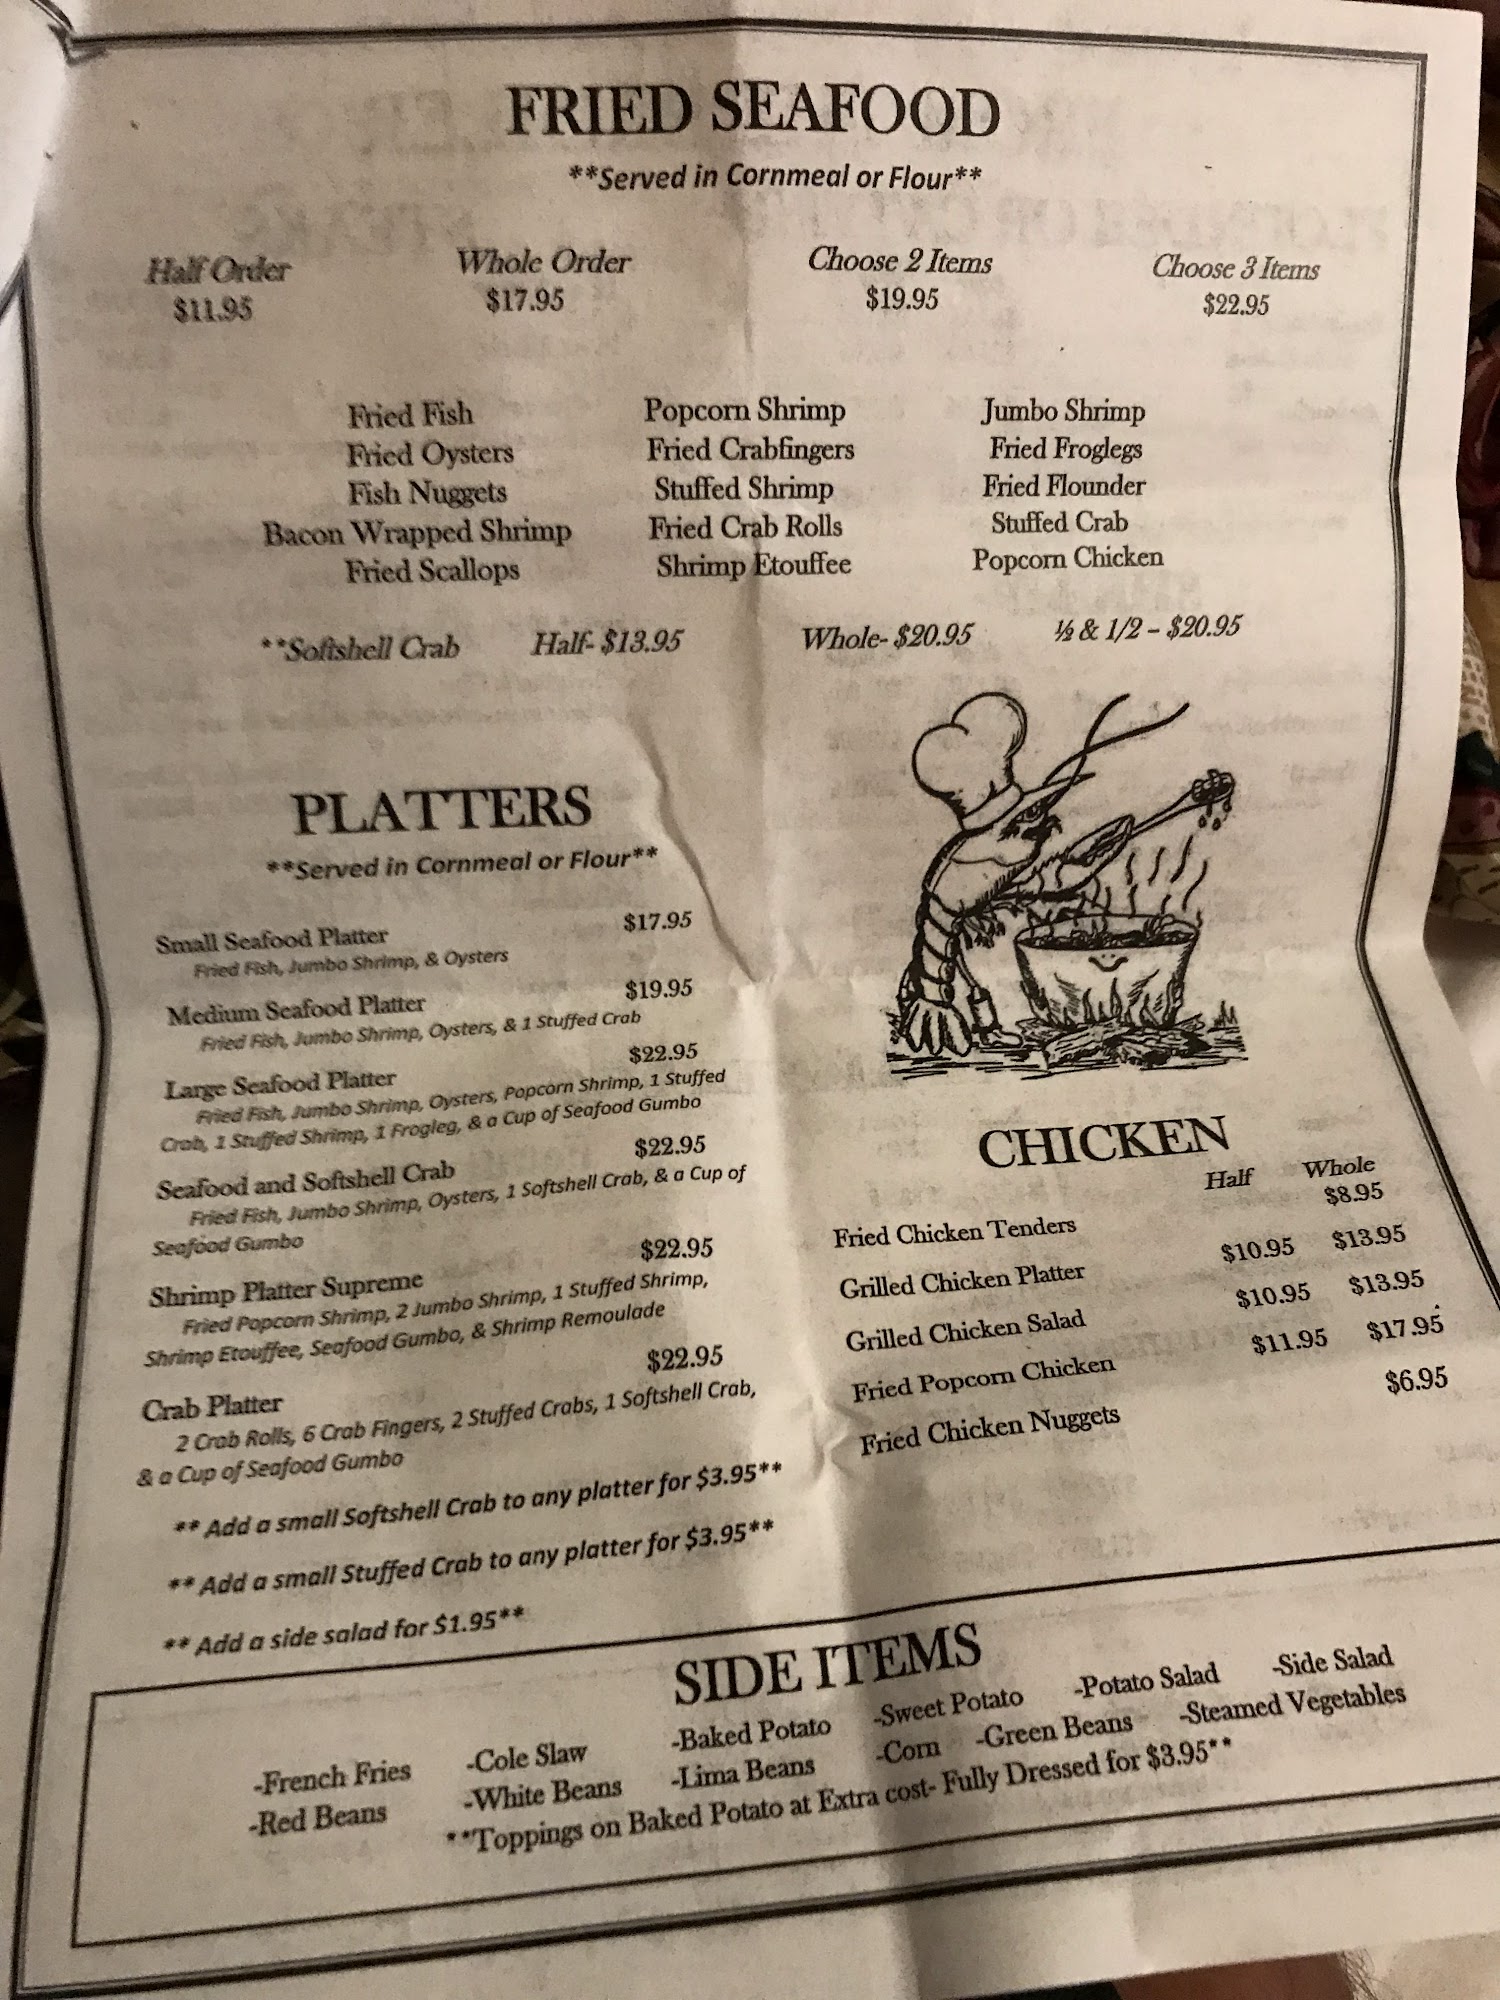 FRIED SEAFOOD
**Served in Cornmeal or Flour**
Half Order Whole Order Choose 2 Items Choose 3 Items
$11.95 $17.95 $19.95 $22.95
Fried Fish Popcorn Shrimp Jumbo Shrimp
Fried Oysters Fried Crabfingers Fried Froglegs
Fish Nuggets Stuffed Shrimp Fried Flounder
Bacon Wrapped Shrimp Fried Crab Rolls Stuffed Crab
Fried Scallops Shrimp Etouffee Popcorn Chicken
**Softshell Crab Half- $13.95 Whole- $20.95 ½ & 1/2 – $20.95
PLATTERS
**Served in Cornmeal or Flour**
Small Seafood Platter $17.95
Fried Fish, Jumbo Shrimp, & Oysters
Medium Seafood Platter $19.95
Fried Fish, Jumbo Shrimp, Oysters, & 1 Stuffed Crab
Large Seafood Platter $22.95
Fried Fish, Jumbo Shrimp, Oysters, Popcorn Shrimp, 1 Stuffed
Crab, 1 Stuffed Shrimp, 1 Frogleg, & a Cup of Seafood Gumbo
Seafood and Softshell Crab $22.95
Fried Fish, Jumbo Shrimp, Oysters, 1 Softshell Crab, & a Cup of
Seafood Gumbo
Shrimp Platter Supreme $22.95
Fried Popcorn Shrimp, 2 Jumbo Shrimp, 1 Stuffed Shrimp,
Shrimp Etouffee, Seafood Gumbo, & Shrimp Remoulade
Crab Platter $22.95
2 Crab Rolls, 6 Crab Fingers, 2 Stuffed Crabs, 1 Softshell Crab,
& a Cup of Seafood Gumbo
** Add a small Softshell Crab to any platter for $3.95**
** Add a small Stuffed Crab to any platter for $3.95**
** Add a side salad for $1.95**
CHICKEN
Half Whole
Fried Chicken Tenders $8.95
Grilled Chicken Platter $10.95 $13.95
Grilled Chicken Salad $10.95 $13.95
Fried Popcorn Chicken $11.95 $17.95
Fried Chicken Nuggets $6.95
SIDE ITEMS
-French Fries -Cole Slaw -Baked Potato -Sweet Potato -Potato Salad -Side Salad
-Red Beans -White Beans -Lima Beans -Corn -Green Beans -Steamed Vegetables
**Toppings on Baked Potato at Extra cost- Fully Dressed for $3.95**